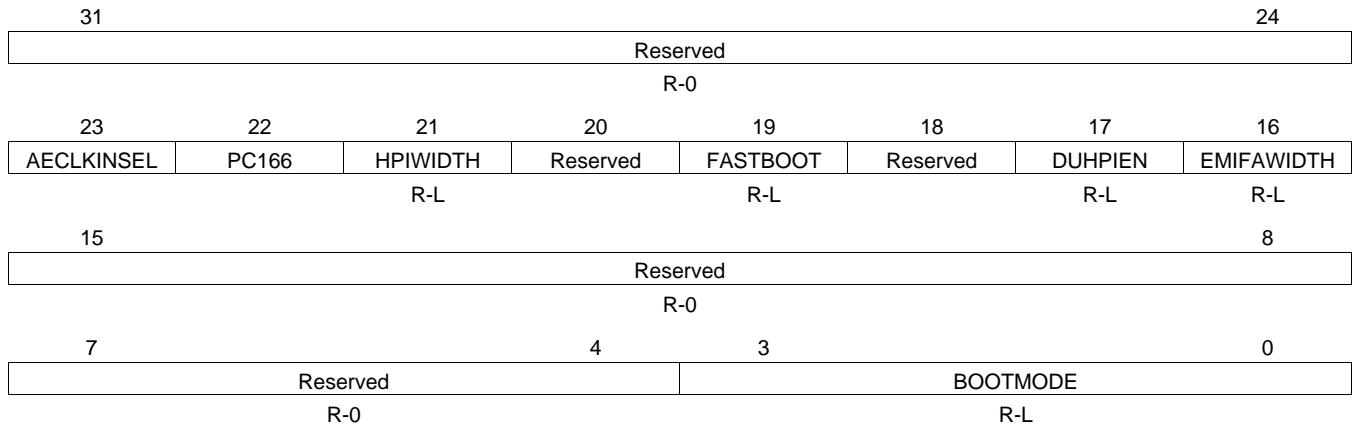 31 24
Reserved
R-0
23 22 21 20 19 18 17 16
AECLKINSEL PC166 HPIWIDTH Reserved FASTBOOT Reserved DUHPIEN EMIFAWIDTH
R-L R-L R-L R-L
15 8
Reserved
R-0
7 4 3 0
Reserved BOOTMODE
R-0 R-L